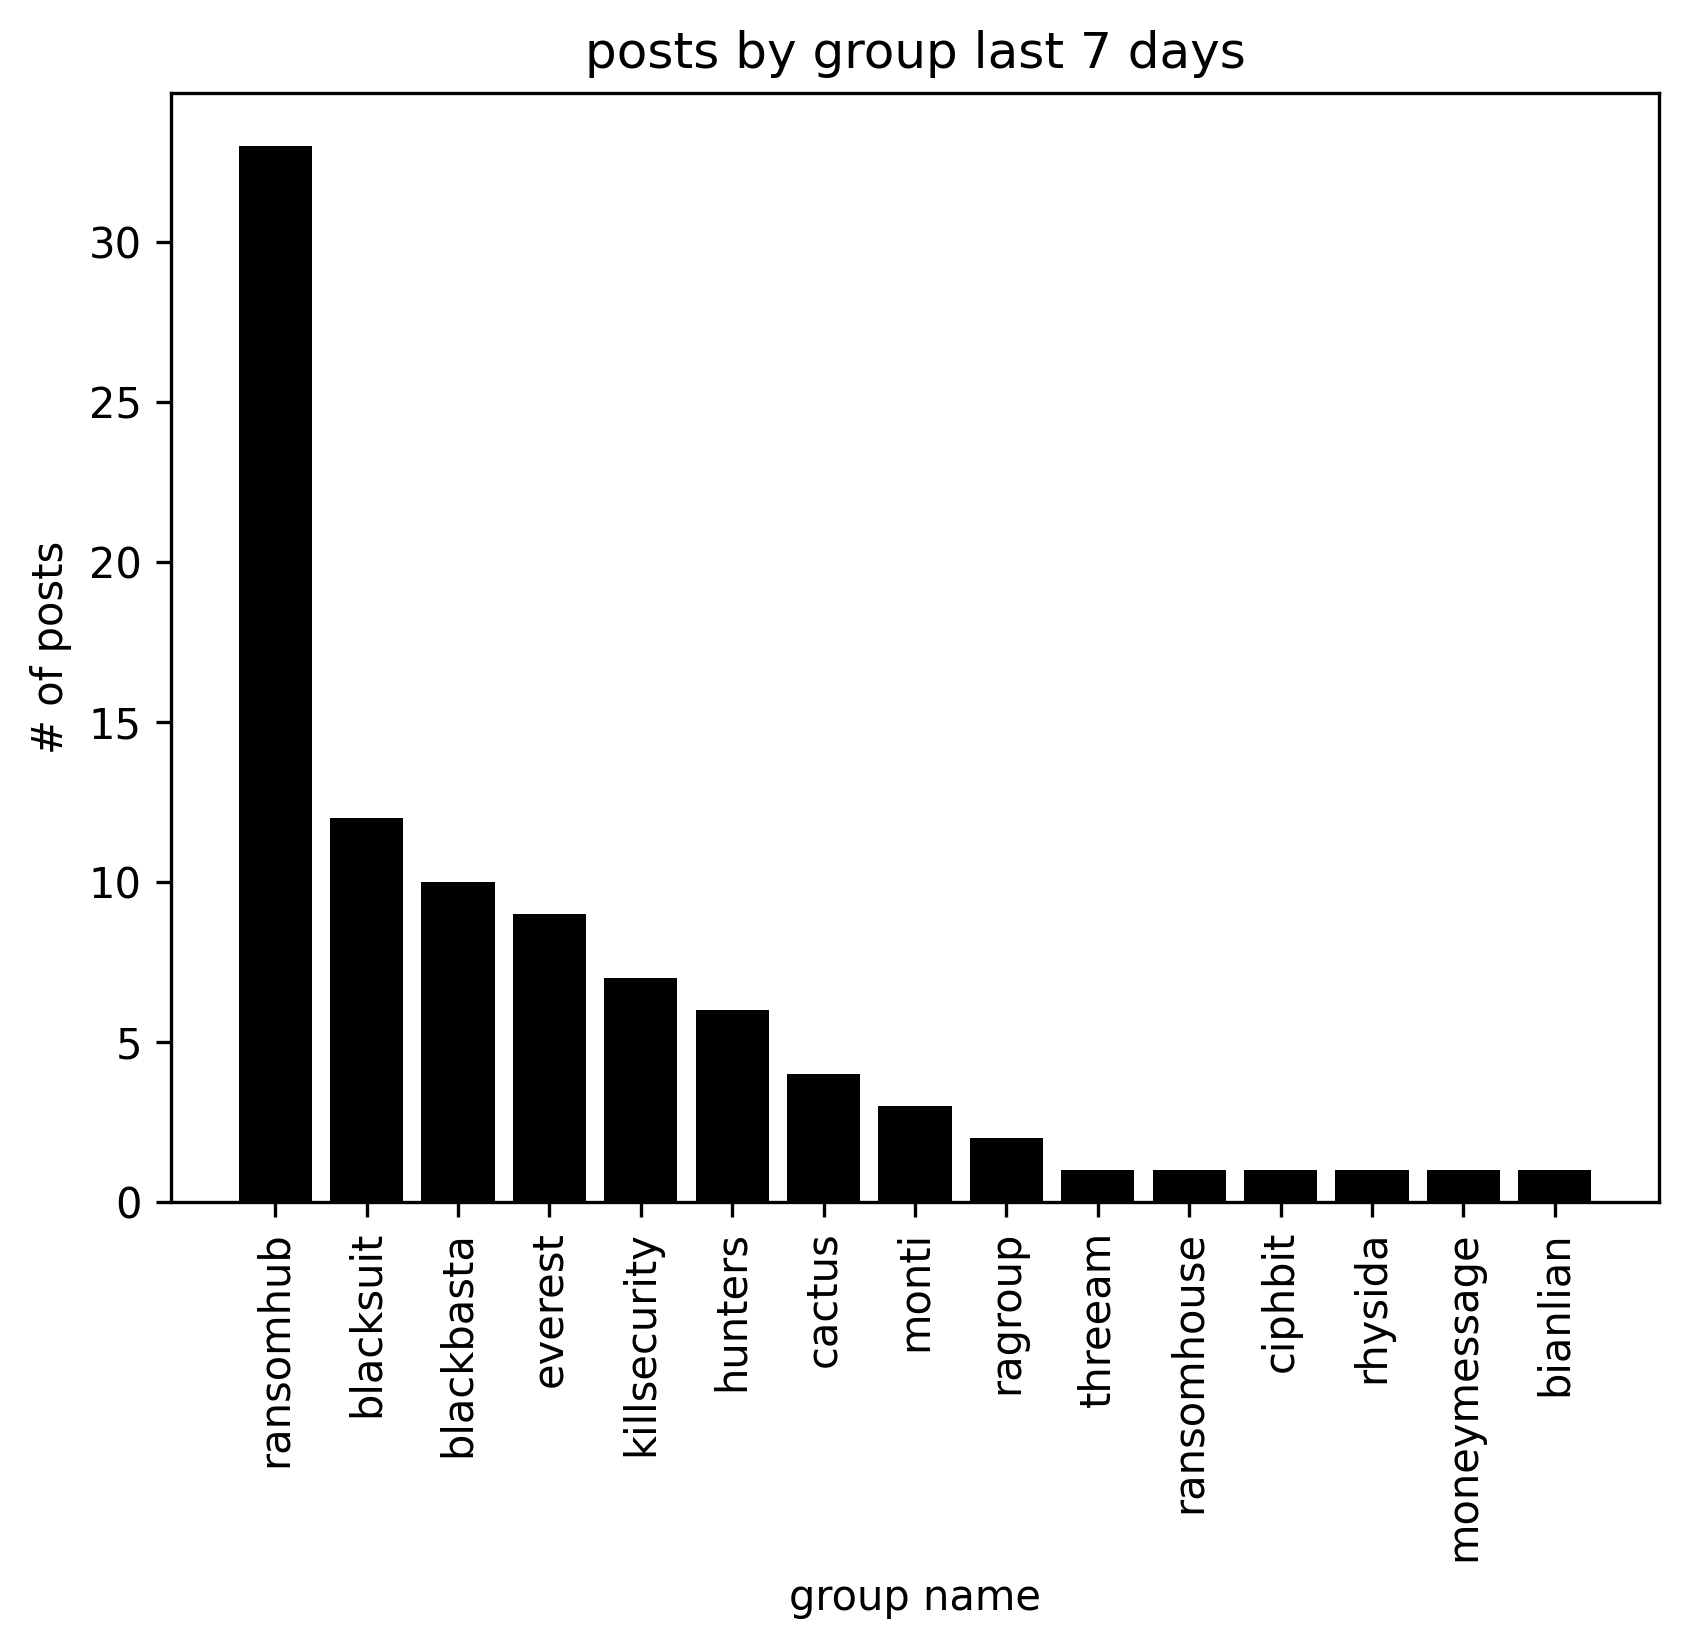 posts by group last 7 days
# of posts
30
25
20
15
10
5
0
ransomhub
blacksuit
blackbasta
everest
killsecurity
hunters
cactus
monti
ragroup
threeam
ransomhouse
ciphbit
rhysida
moneymessage
bianlian
group name